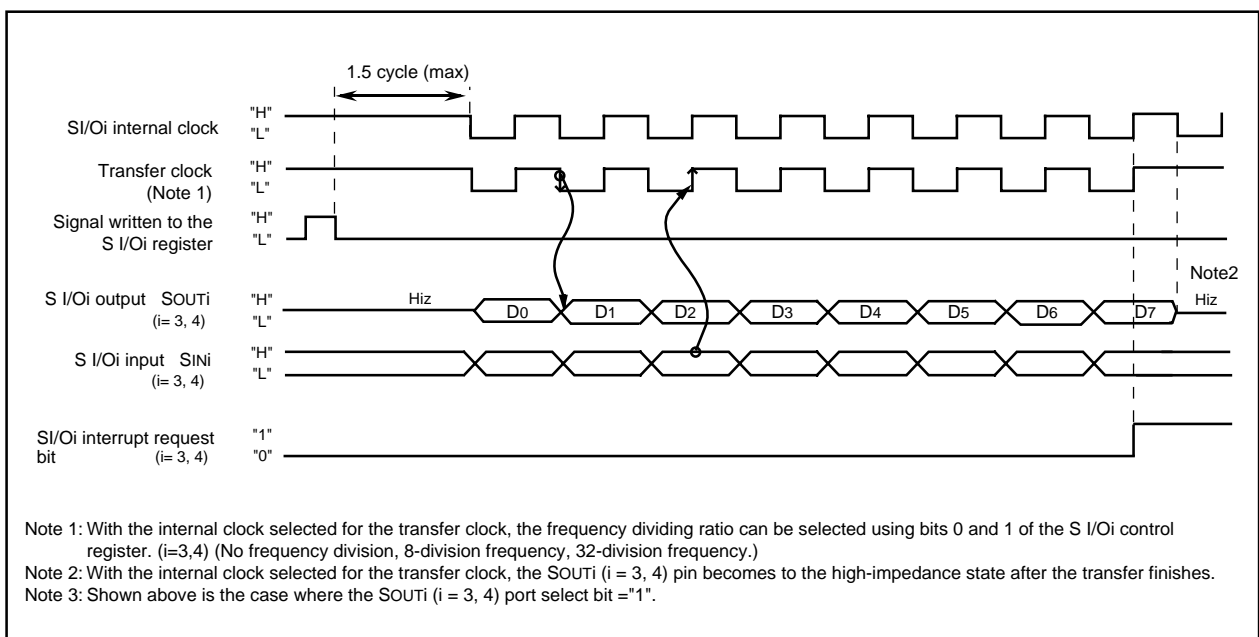 1.5 cycle (max)
SI/Oi internal clock "H"
"L"
Transfer clock "H"
(Note 1) "L"
Signal written to the "H"
S I/Oi register "L"
Note2
S I/Oi output SOUTi "H" Hiz D0 D1 D2 D3 D4 D5 D6 D7 Hiz
(i= 3, 4) "L"
S I/Oi input SINi "H"
(i= 3, 4) "L"
SI/Oi interrupt request "1"
bit (i= 3, 4) "0"
Note 1: With the internal clock selected for the transfer clock, the frequency dividing ratio can be selected using bits 0 and 1 of the S I/Oi control
register. (i=3,4) (No frequency division, 8-division frequency, 32-division frequency.)
Note 2: With the internal clock selected for the transfer clock, the SOUTi (i = 3, 4) pin becomes to the high-impedance state after the transfer finishes.
Note 3: Shown above is the case where the SOUTi (i = 3, 4) port select bit ="1".